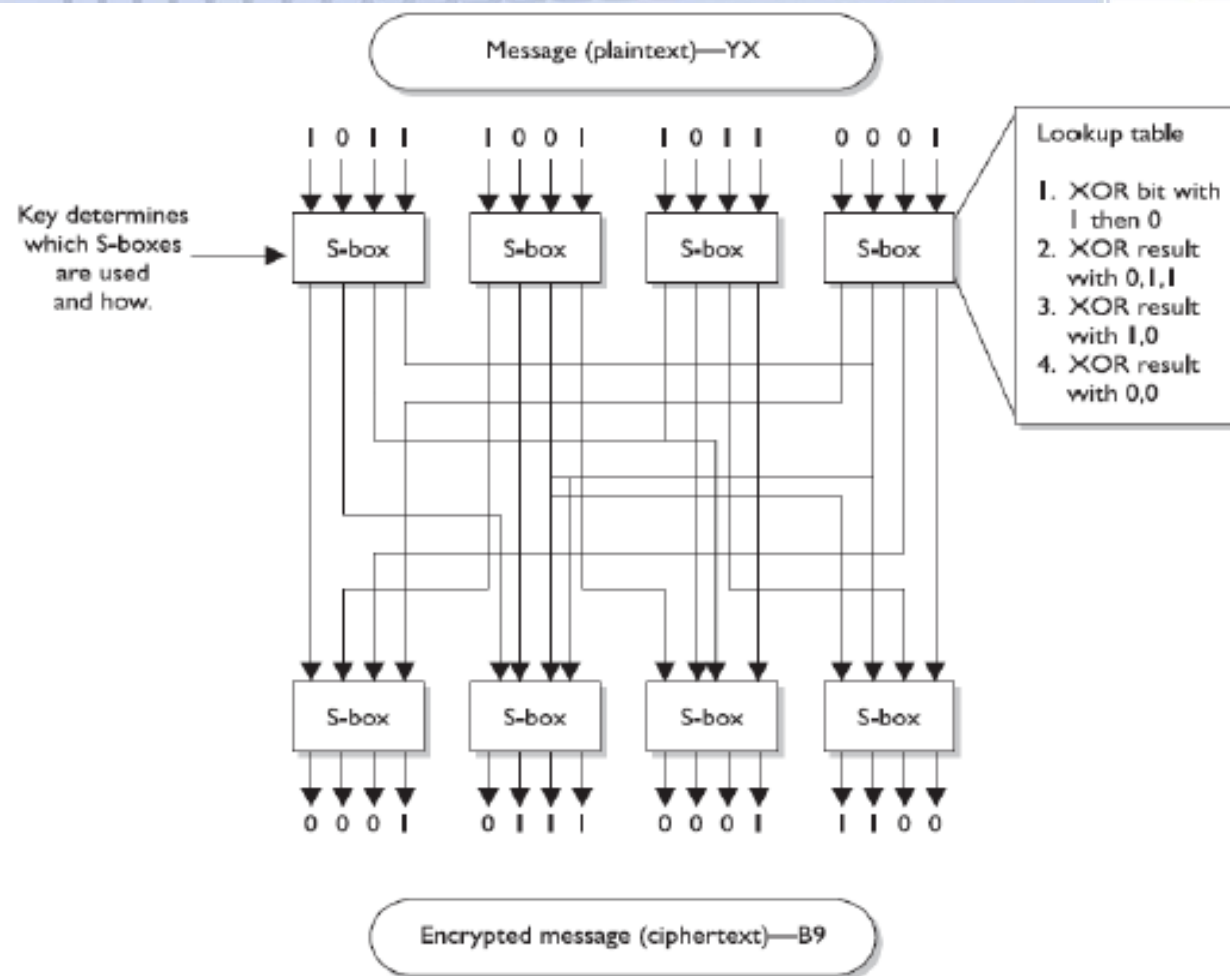 Message (plaintext)—YX
1 0 1 1 1 0 0 1 1 0 1 1 0 0 0 1
Key determines
which S-boxes
are used
and how.
S-box S-box S-box S-box
Lookup table
1. XOR bit with
1 then 0
2. XOR result
with 0,1,1
3. XOR result
with 1,0
4. XOR result
with 0,0
S-box S-box S-box S-box
0 0 0 1 0 1 1 1 0 0 0 1 1 1 0 0
Encrypted message (ciphertext)—B9